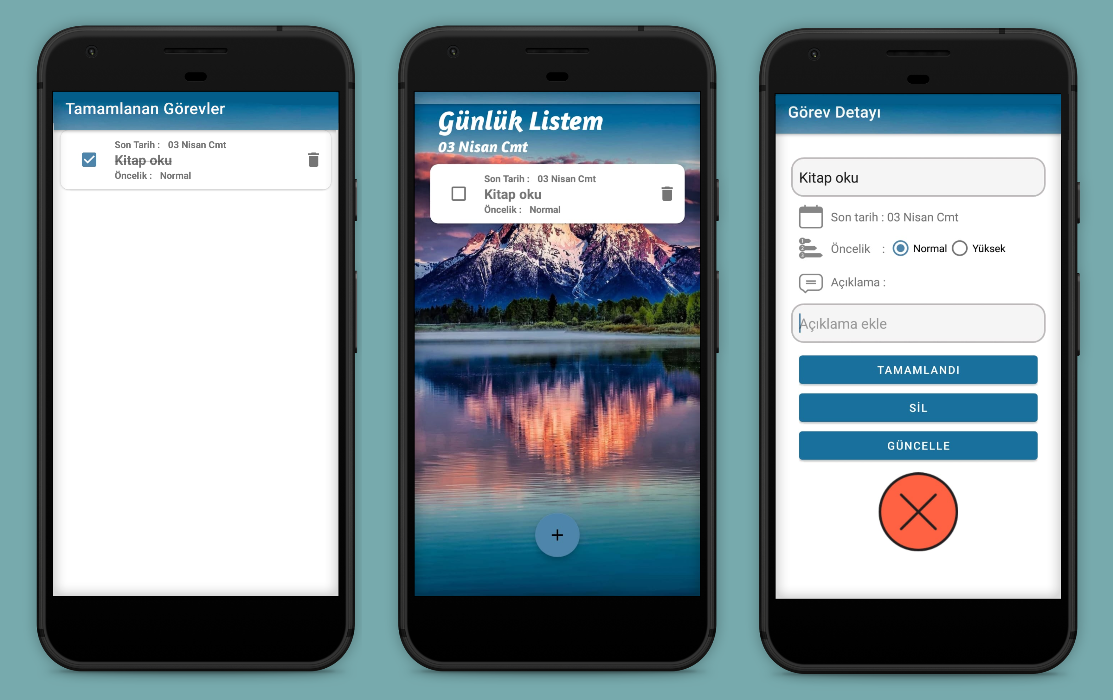 Tamamlanan Görevler
Son Tarih : 03 Nisan Cmt
Kitap oku
Öncelik : Normal
Günlük Listem
03 Nisan Cmt
Son Tarih : 03 Nisan Cmt
Kitap oku
Öncelik : Normal
Görev Detayı
Kitap oku
Son tarih : 03 Nisan Cmt
Öncelik : Normal Yüksek
Açıklama :
Açıklama ekle
TAMAMLANDI
SİL
GÜNCELLE